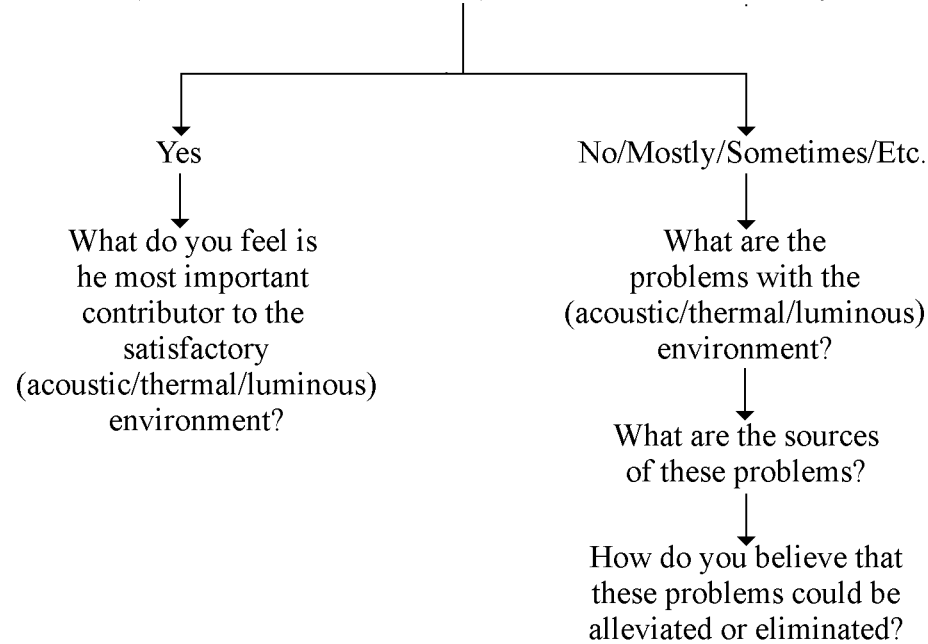 Yes
No/Mostly/Sometimes/Etc.
What do you feel is
he most important
contributor to the
satisfactory
(acoustic/thermal/luminous)
environment?
What are the
problems with the
(acoustic/thermal/luminous)
environment?
What are the sources
of these problems?
How do you believe that
these problems could be
alleviated or eliminated?